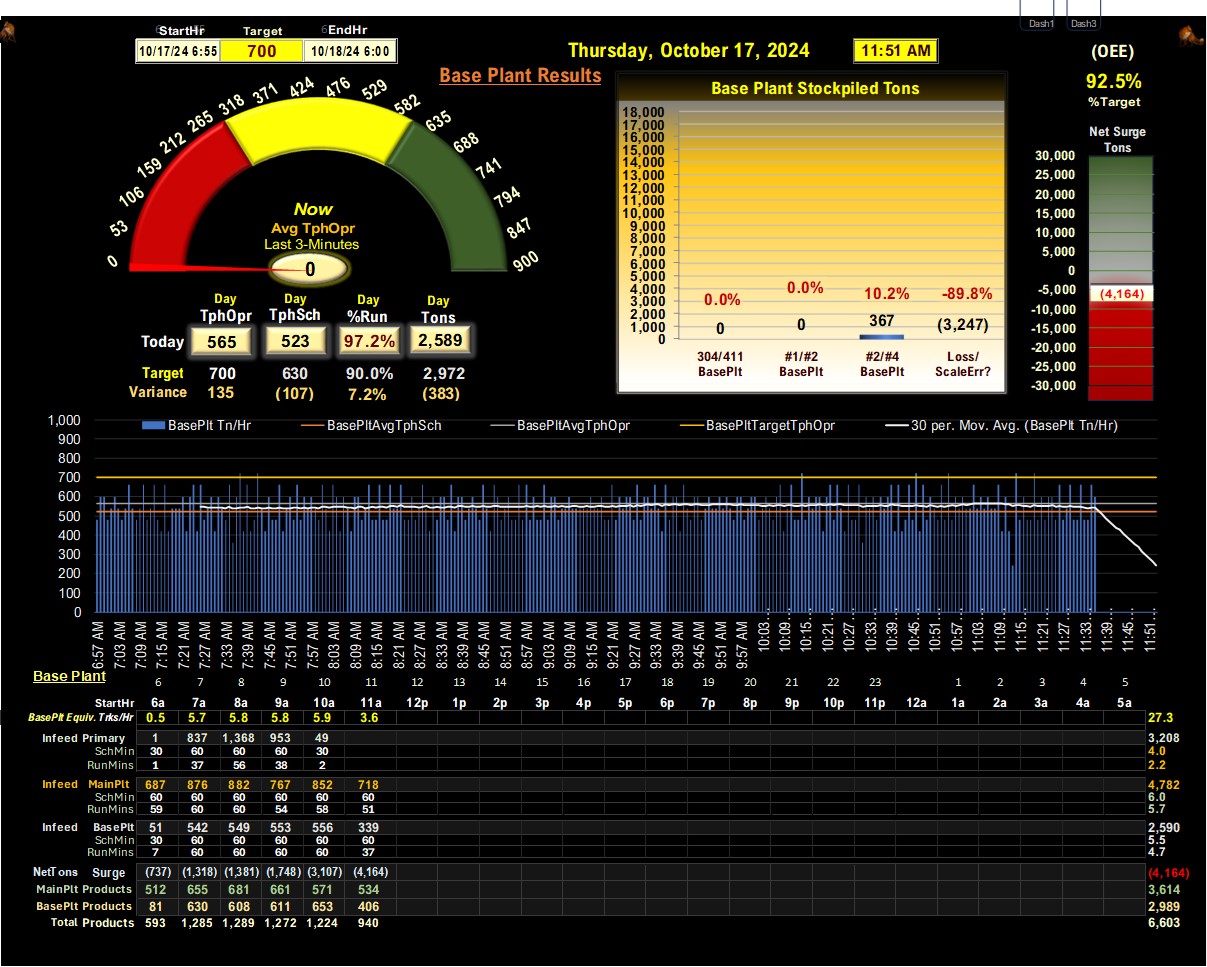 Dash1 Dash3
StartHr Target EndHr
10/17/24 6:55 700 10/18/24 6:00
Thursday, October 17, 2024 11:51 AM
(OEE)
92.5%
%Target
Base Plant Results
0 53 106 159 212 265 318 371 424 476 529 582 635 688 741 794 847 900
Now
Avg TphOpr
Last 3-Minutes
0
Day Day Day Day
TphOpr TphSch %Run Tons
Today 565 523 97.2% 2,589
Target 700 630 90.0% 2,972
Variance 135 (107) 7.2% (383)
Base Plant Stockpiled Tons
18,000
17,000
16,000
15,000
14,000
13,000
12,000
11,000
10,000
9,000
8,000
7,000
6,000
5,000
4,000
3,000
2,000
1,000
0
0.0% 0.0% 10.2% -89.8%
0 0 367 (3,247)
304/411 #1/#2 #2/#4 Loss/
BasePlt BasePlt BasePlt ScaleErr?
Net Surge
Tons
30,000
25,000
20,000
15,000
10,000
5,000
0
-5,000
-10,000
-15,000
-20,000
-25,000
-30,000
(4,164)
BasePlt Tn/Hr BasePltAvgTphSch BasePltAvgTphOpr BasePltTargetTphOpr 30 per. Mov. Avg. (BasePlt Tn/Hr)
1,000
900
800
700
600
500
400
300
200
100
0
6:57 AM 7:03 AM 7:09 AM 7:15 AM 7:21 AM 7:27 AM 7:33 AM 7:39 AM 7:45 AM 7:51 AM 7:57 AM 8:03 AM 8:09 AM 8:15 AM 8:21 AM 8:27 AM 8:33 AM 8:39 AM 8:45 AM 8:51 AM 8:57 AM 9:03 AM 9:09 AM 9:15 AM 9:21 AM 9:27 AM 9:33 AM 9:39 AM 9:45 AM 9:51 AM 9:57 AM 10:03... 10:09... 10:15... 10:21... 10:27... 10:33... 10:39... 10:45... 10:51... 10:57... 11:03... 11:09... 11:15... 11:21... 11:27... 11:33... 11:39... 11:45... 11:51...
Base Plant 6 7 8 9 10 11 12 13 14 15 16 17 18 19 20 21 22 23 1 2 3 4 5
StartHr 6a 7a 8a 9a 10a 11a 12p 1p 2p 3p 4p 5p 6p 7p 8p 9p 10p 11p 12a 1a 2a 3a 4a 5a
BasePlt Equiv. Trks/Hr 0.5 5.7 5.8 5.8 5.9 3.6 27.3
Infeed Primary 1 837 1,368 953 49 3,208
SchMin 30 60 60 60 30 4.0
RunMins 1 37 56 38 2 2.2
Infeed MainPlt 687 876 882 767 852 718 4,782
SchMin 60 60 60 60 60 60 6.0
RunMins 59 60 60 54 58 51 5.7
Infeed BasePlt 51 542 549 553 556 339 2,590
SchMin 30 60 60 60 60 60 5.5
RunMins 7 60 60 60 60 37 4.7
NetTons Surge (737) (1,318) (1,381) (1,748) (3,107) (4,164) (4,164)
MainPlt Products 512 655 681 661 571 534 3,614
BasePlt Products 81 630 608 611 653 406 2,989
Total Products 593 1,285 1,289 1,272 1,224 940 6,603